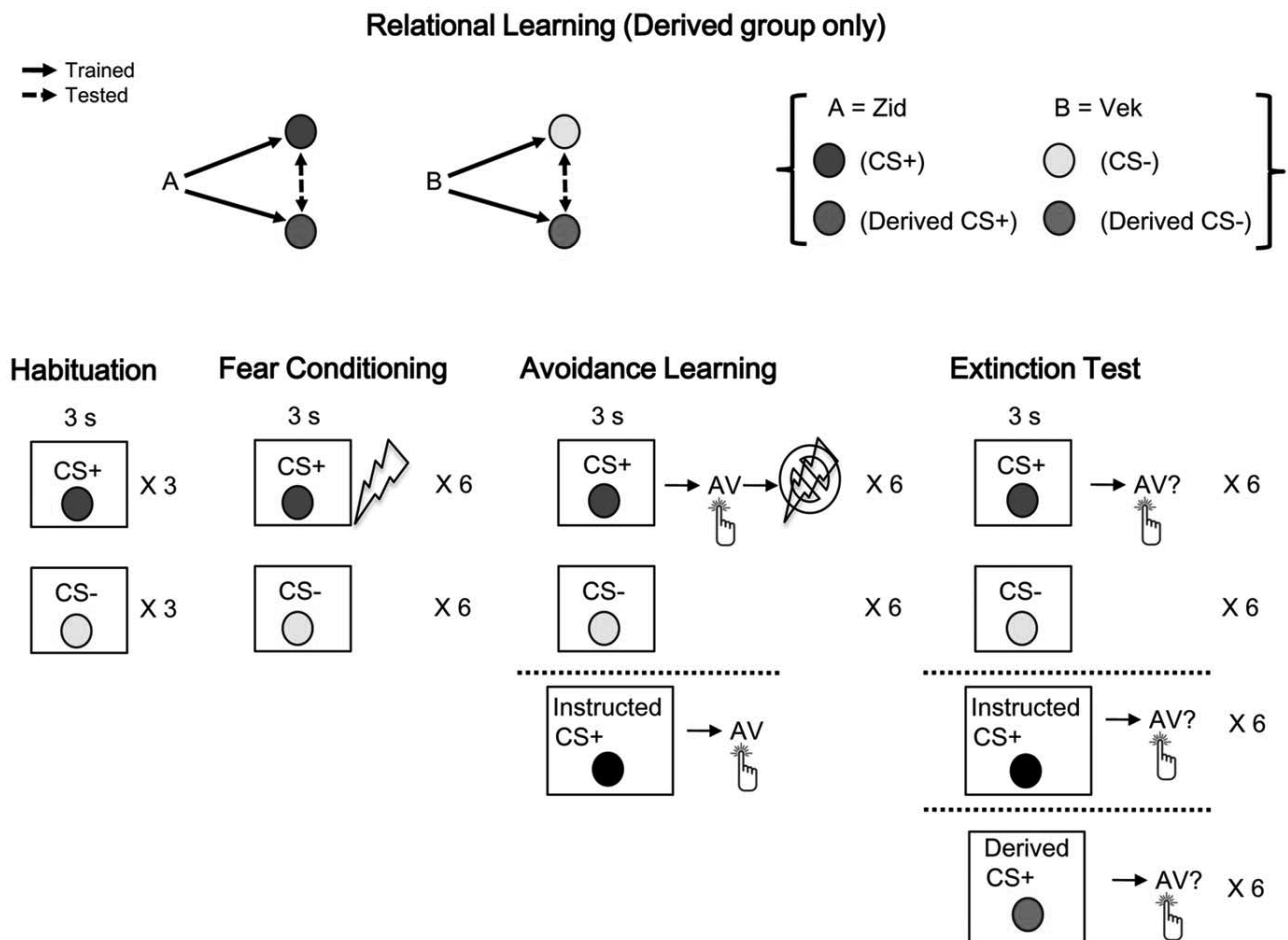 Relational Learning (Derived group only)
Trained
Tested
A
B
A = Zid B = Vek
(CS+) (CS-)
(Derived CS+) (Derived CS-)
Habituation Fear Conditioning Avoidance Learning Extinction Test
3 s 3 s 3 s 3 s
CS+ X 3 CS+ X 6 CS+ AV X 6 CS+ AV? X 6
CS- X 3 CS- X 6 CS- X 6 CS- X 6
Instructed
CS+ AV
Instructed
CS+ AV? X 6
Derived
CS+ AV? X 6